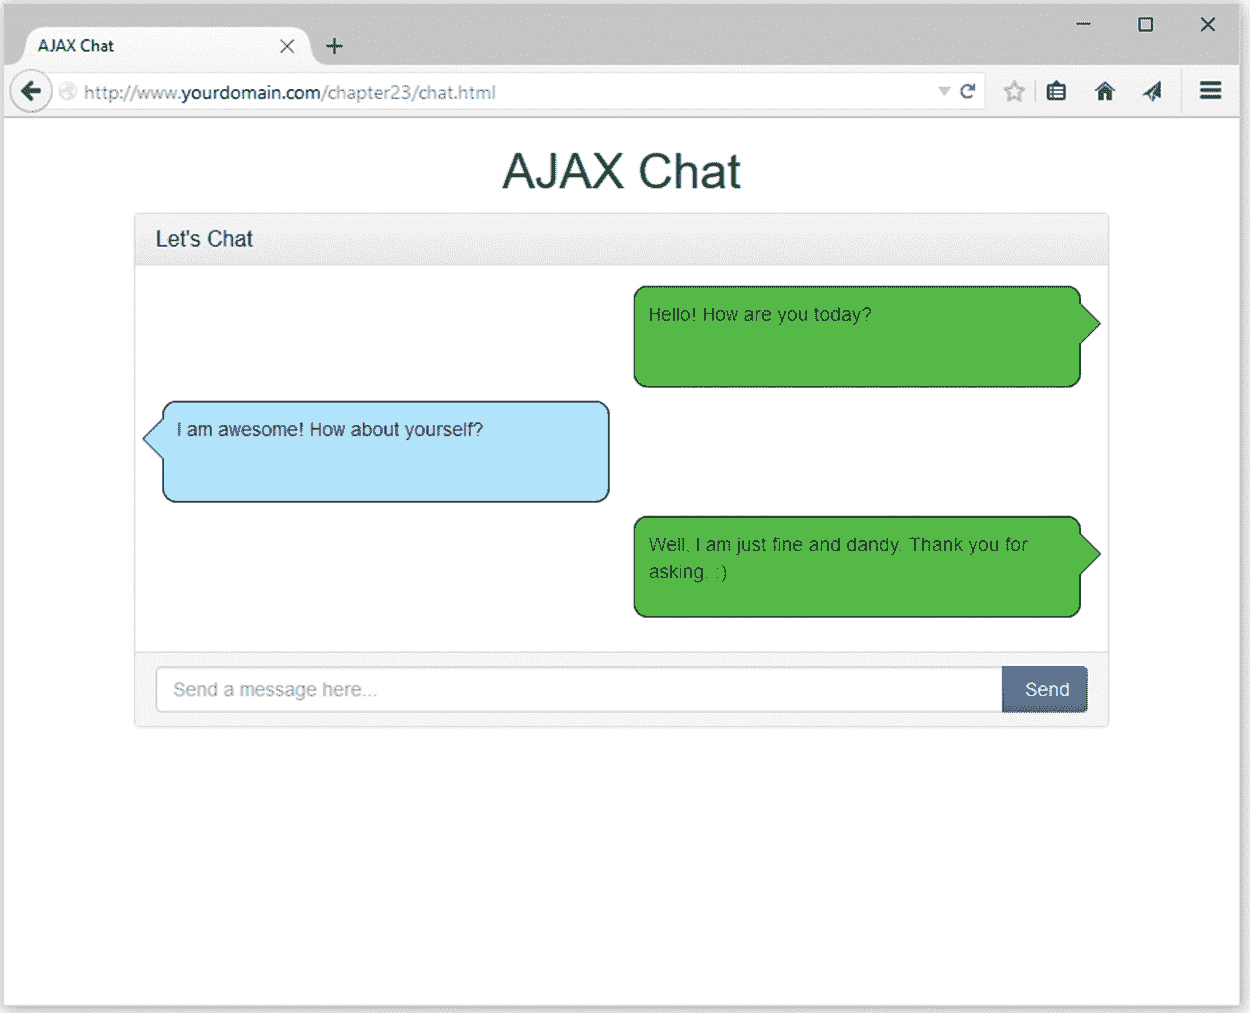 AJAX Chat
http://www.yourdomain.com/chapter23/chat.html
AJAX Chat
Let's Chat
Hello! How are you today?
I am awesome! How about yourself?
Well, I am just fine and dandy. Thank you for
asking. :)
Send a message here...
Send